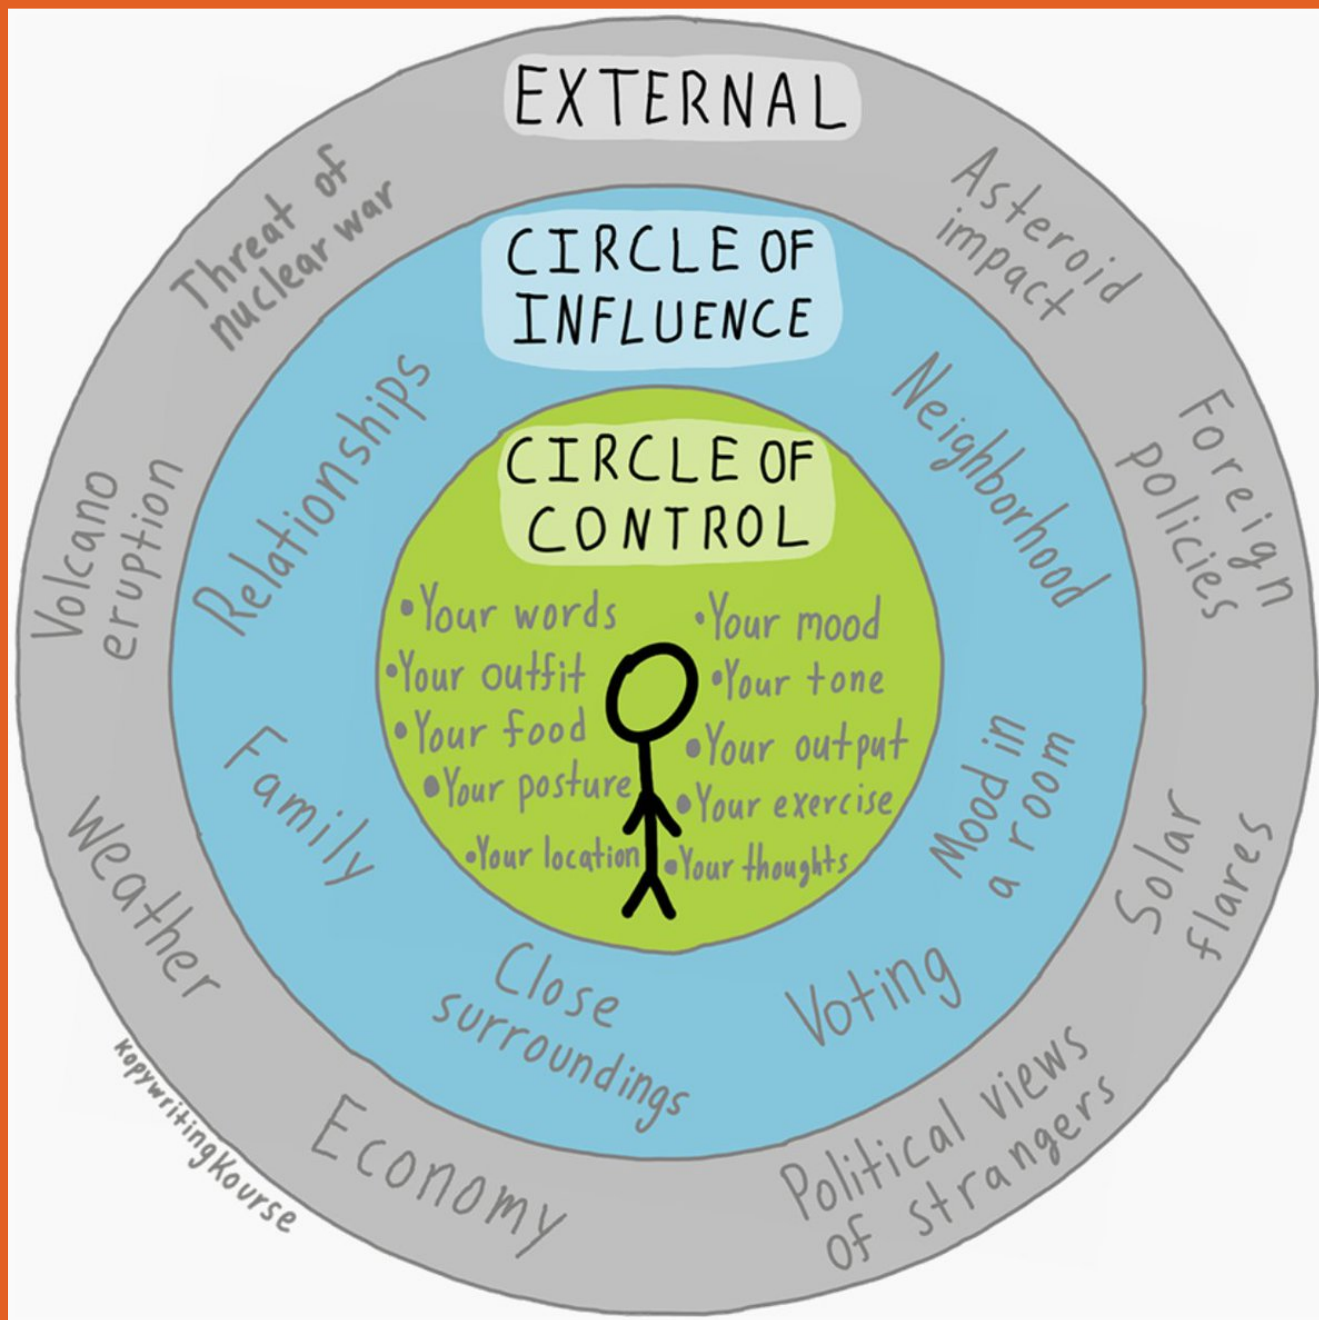 EXTERNAL
Threat of
nuclear war
Asteroid
impact
Volcano
eruption
Foreign
policies
Weather
Solar
flares
Economy
Political views
of strangers
CIRCLE OF
INFLUENCE
Relationships
Neighborhood
Family
Mood in
a room
Close
surroundings
Voting
CIRCLE OF
CONTROL
•Your words
•Your outfit
•Your food
•Your posture
•Your location
•Your mood
•Your tone
•Your output
•Your exercise
•Your thoughts
KopywritingKourse